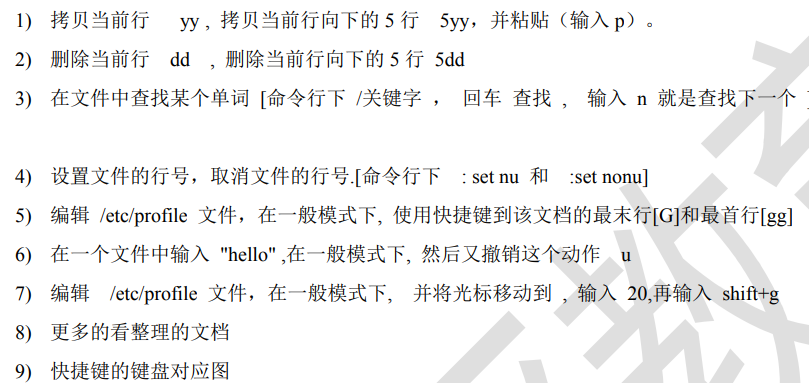 1) 拷贝当前行 yy , 拷贝当前行向下的 5 行 5yy，并粘贴（输入 p）。
2) 删除当前行 dd , 删除当前行向下的 5 行 5dd
3) 在文件中查找某个单词 [命令行下 /关键字 ， 回车 查找 , 输入 n 就是查找下一个 ]
4) 设置文件的行号，取消文件的行号.[命令行下 : set nu 和 :set nonu]
5) 编辑 /etc/profile 文件，在一般模式下, 使用快捷键到该文档的最末行[G]和最首行[gg]
6) 在一个文件中输入 "hello" ,在一般模式下, 然后又撤销这个动作 u
7) 编辑 /etc/profile 文件，在一般模式下, 并将光标移动到 , 输入 20,再输入 shift+g
8) 更多的看整理的文档
9) 快捷键的键盘对应图